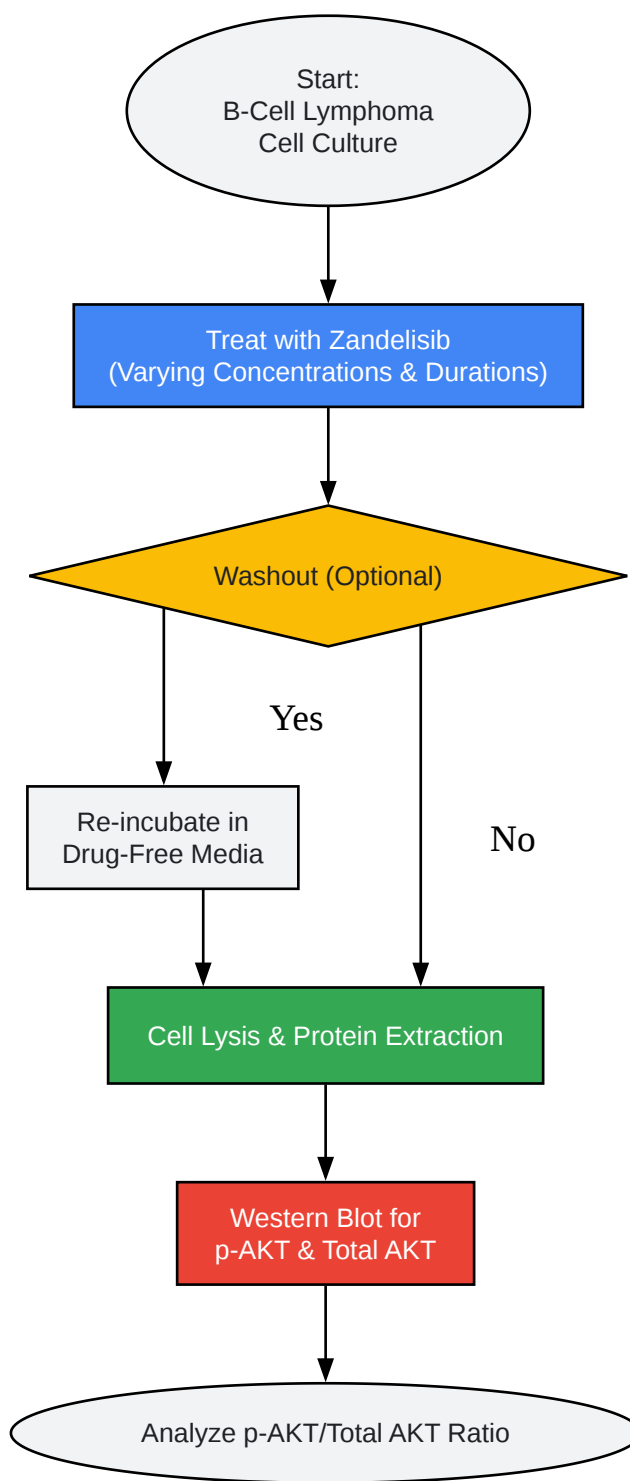 Start:
B-Cell Lymphoma
Cell Culture
Treat with Zandelisib
(Varying Concentrations & Durations)
Washout (Optional)
Yes
Re-incubate in
Drug-Free Media
No
Cell Lysis & Protein Extraction
Western Blot for
p-AKT & Total AKT
Analyze p-AKT/Total AKT Ratio